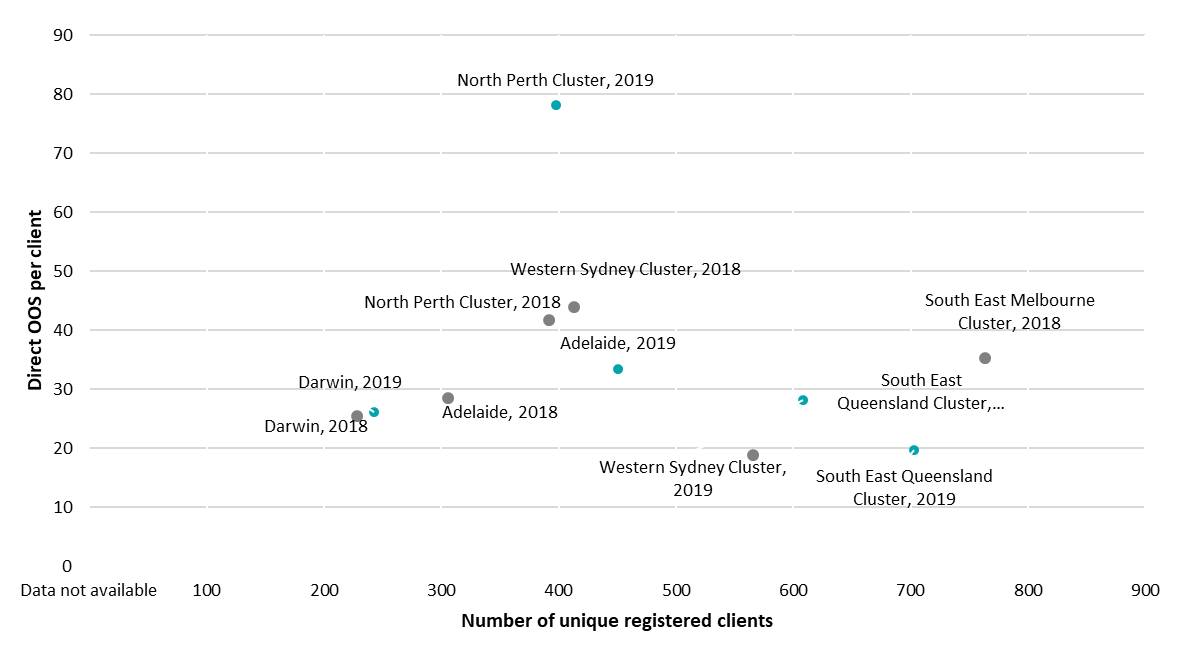 90
North Perth Cluster, 2019
80
70
60
50
Western Sydney Cluster, 2018
North Perth Cluster, 2018
South East Melbourne
Cluster, 2018
40
Adelaide, 2019
Darwin, 2019
30
South East
Queensland Cluster,...
Adelaide, 2018
Darwin, 2018
20
Western Sydney Cluster,
2019
South East Queensland
Cluster, 2019
10
0
Direct OOS per client
Data not available 100 200 300 400 500 600 700 800 900
Number of unique registered clients